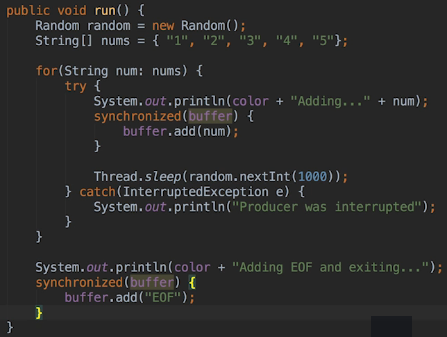 public void run() {
    Random random = new Random();
    String[] nums = { "1", "2", "3", "4", "5"};

    for(String num: nums) {
        try {
            System.out.println(color + "Adding..." + num);
            synchronized(buffer) {
                buffer.add(num);
            }

            Thread.sleep(random.nextInt(1000));
        } catch(InterruptedException e) {
            System.out.println("Producer was interrupted");
        }
    }

    System.out.println(color + "Adding EOF and exiting...");
    synchronized(buffer) {
        buffer.add("EOF");
    }
}